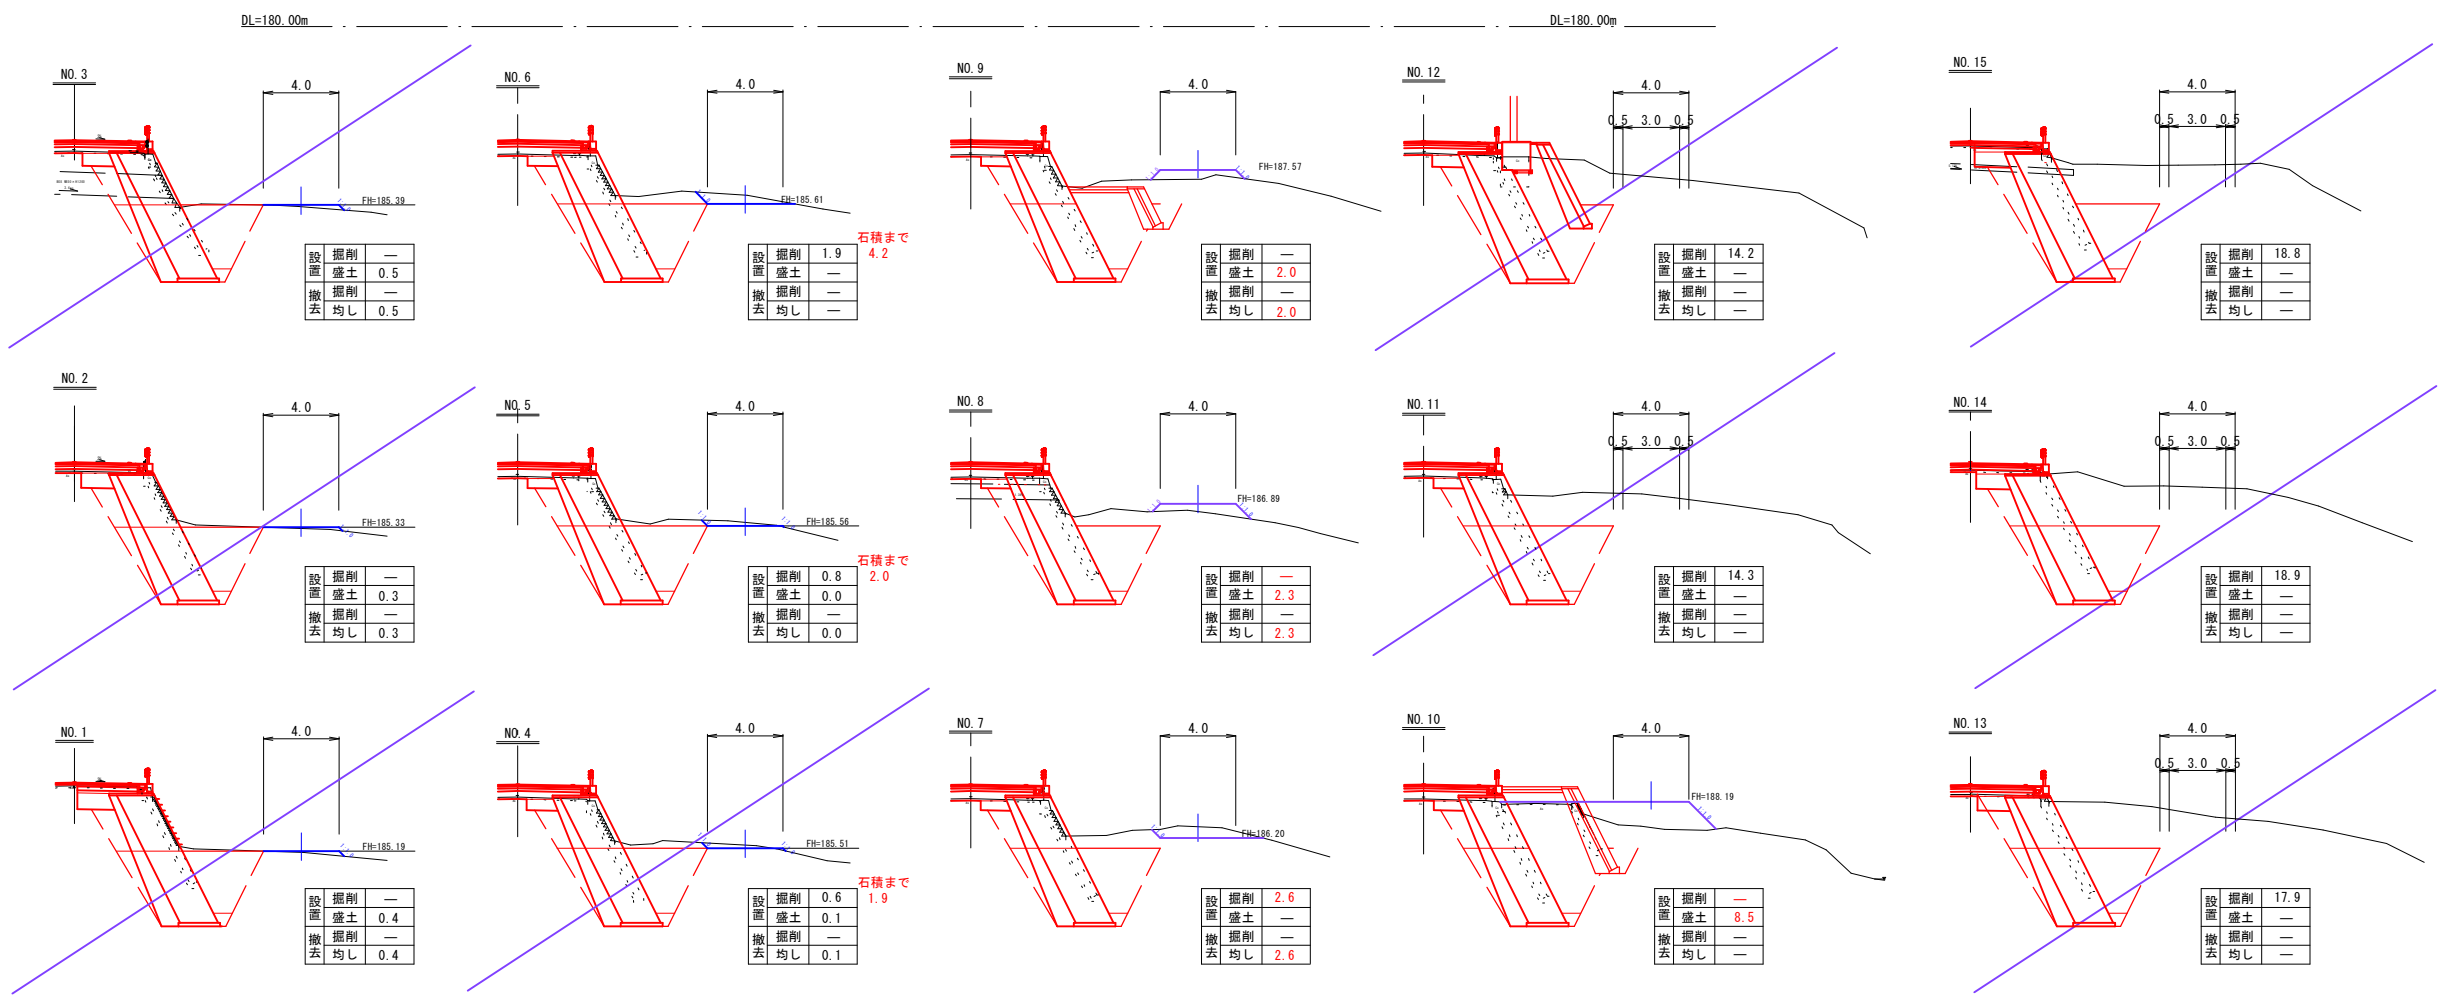 DL=180.00m
DL=180.00m
NO.3
4.0
FH=185.39
設置 掘削 —
盛土 0.5
撤去 掘削 —
均し 0.5
NO.6
4.0
FH=185.61
石積まで
4.2
設置 掘削 1.9
盛土 —
撤去 掘削 —
均し —
NO.9
4.0
FH=187.57
設置 掘削 —
盛土 2.0
撤去 掘削 —
均し 2.0
NO.12
4.0
0.5 3.0 0.5
設置 掘削 14.2
盛土 —
撤去 掘削 —
均し —
NO.15
4.0
0.5 3.0 0.5
設置 掘削 18.8
盛土 —
撤去 掘削 —
均し —
NO.2
4.0
FH=185.33
設置 掘削 —
盛土 0.3
撤去 掘削 —
均し 0.3
NO.5
4.0
FH=185.56
石積まで
2.0
設置 掘削 0.8
盛土 0.0
撤去 掘削 —
均し 0.0
NO.8
4.0
FH=186.89
設置 掘削 —
盛土 2.3
撤去 掘削 —
均し 2.3
NO.11
4.0
0.5 3.0 0.5
設置 掘削 14.3
盛土 —
撤去 掘削 —
均し —
NO.14
4.0
0.5 3.0 0.5
設置 掘削 18.9
盛土 —
撤去 掘削 —
均し —
NO.1
4.0
FH=185.19
設置 掘削 —
盛土 0.4
撤去 掘削 —
均し 0.4
NO.4
4.0
FH=185.51
石積まで
1.9
設置 掘削 0.6
盛土 0.1
撤去 掘削 —
均し 0.1
NO.7
4.0
FH=186.20
設置 掘削 2.6
盛土 —
撤去 掘削 —
均し 2.6
NO.10
4.0
FH=188.19
設置 掘削 —
盛土 8.5
撤去 掘削 —
均し —
NO.13
4.0
0.5 3.0 0.5
設置 掘削 17.9
盛土 —
撤去 掘削 —
均し —